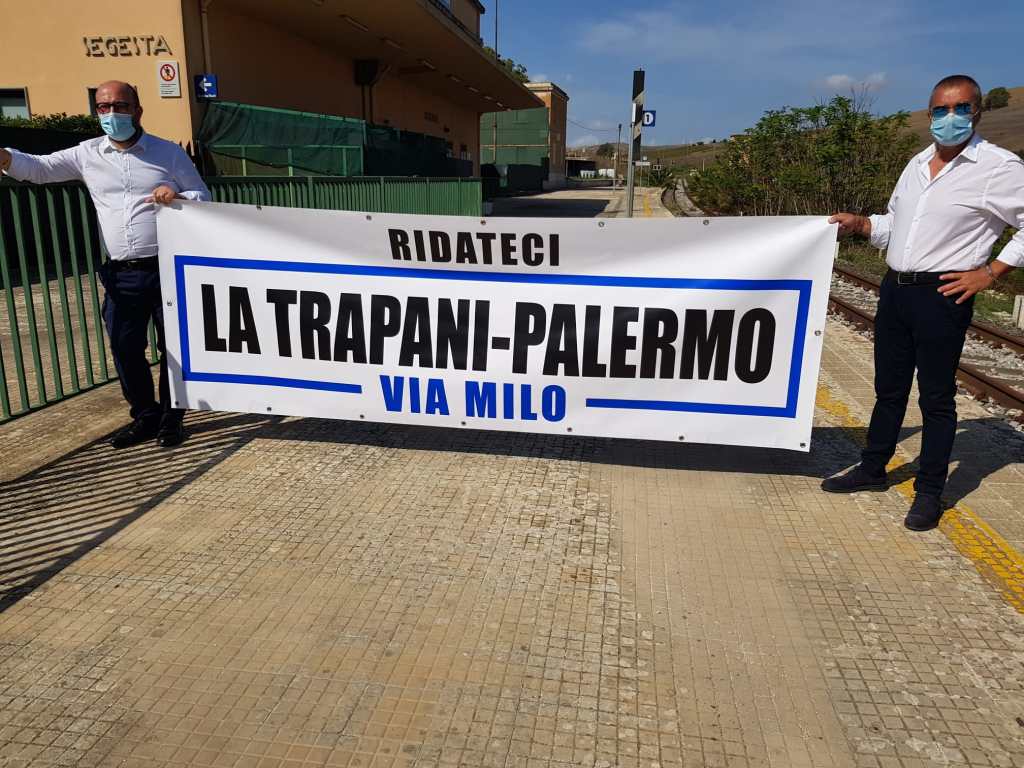 SEGESTA
RIDATECI
LA TRAPANI-PALERMO
VIA MILO